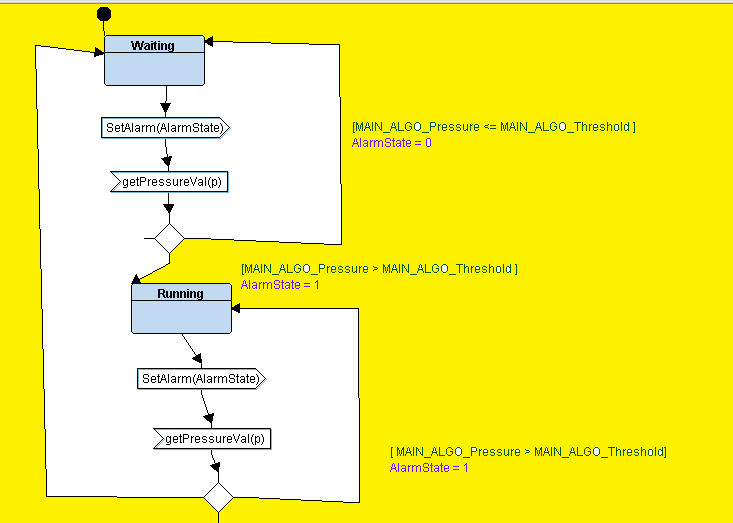 Waiting
SetAlarm(AlarmState)
[MAIN_ALGO_Pressure <= MAIN_ALGO_Threshold ]
AlarmState = 0
getPressureVal(p)
[MAIN_ALGO_Pressure > MAIN_ALGO_Threshold ]
AlarmState = 1
Running
SetAlarm(AlarmState)
getPressureVal(p)
[ MAIN_ALGO_Pressure > MAIN_ALGO_Threshold]
AlarmState = 1